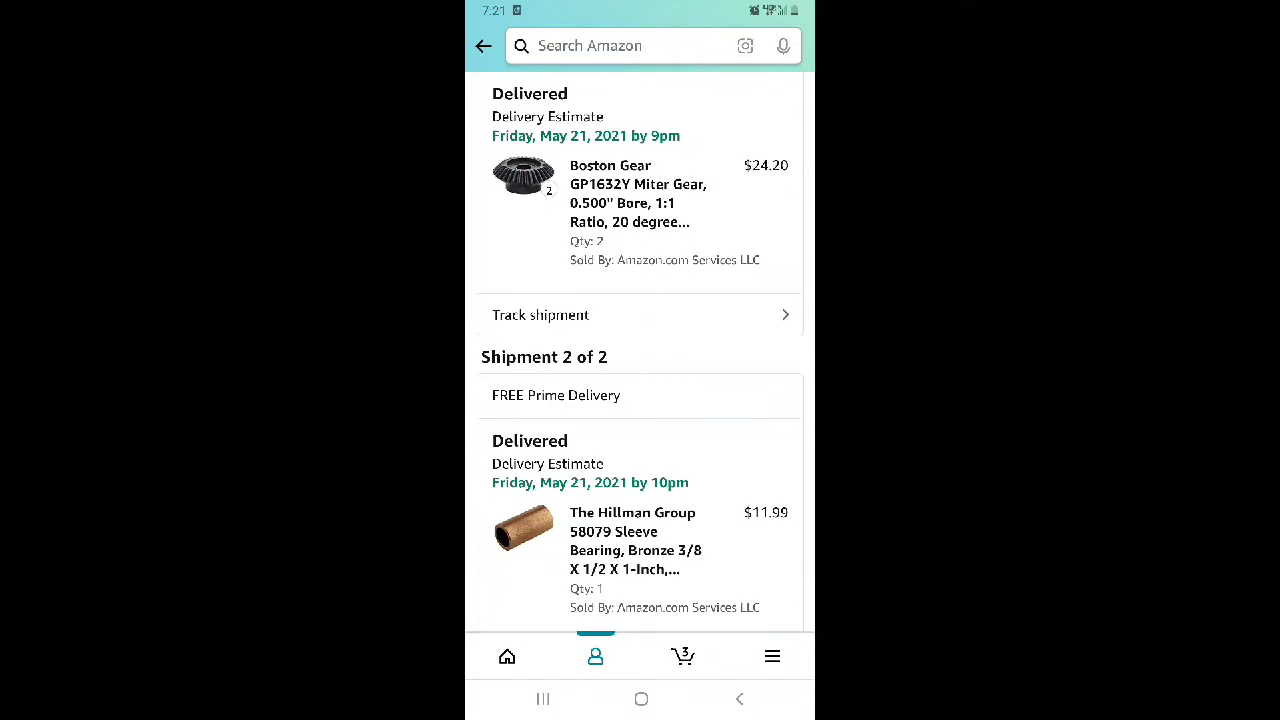 7:21
Search Amazon
Delivered
Delivery Estimate
Friday, May 21, 2021 by 9pm
Boston Gear $24.20
GP1632Y Miter Gear,
0.500" Bore, 1:1
Ratio, 20 degree...
2
Qty: 2
Sold By: Amazon.com Services LLC
Track shipment
Shipment 2 of 2
FREE Prime Delivery
Delivered
Delivery Estimate
Friday, May 21, 2021 by 10pm
The Hillman Group $11.99
58079 Sleeve
Bearing, Bronze 3/8
X 1/2 X 1-Inch,...
Qty: 1
Sold By: Amazon.com Services LLC
3